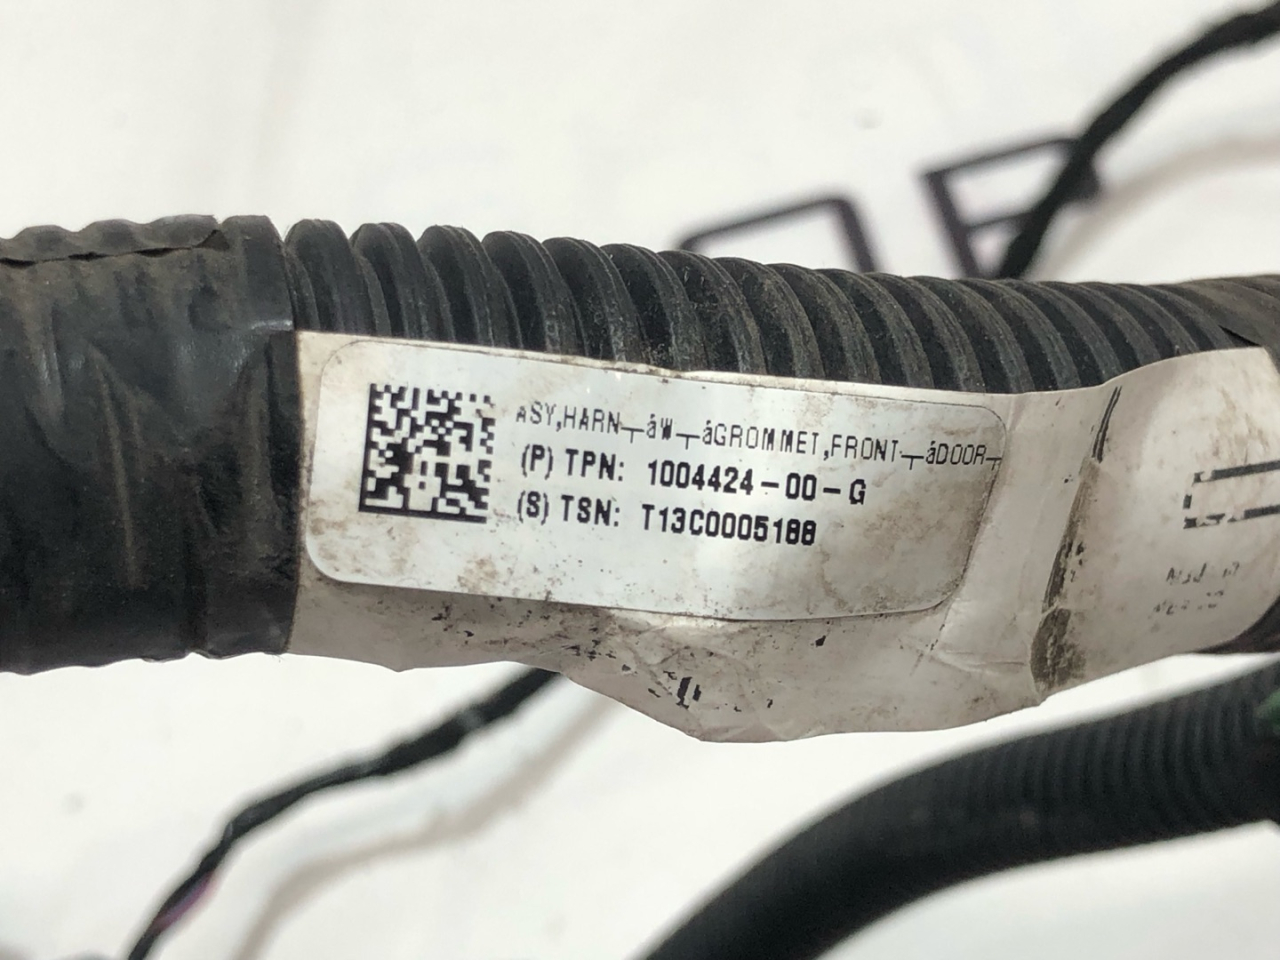 ASY,HARN┬áW┬áGROMMET,FRONT┬áDOOR┬
(P) TPN: 1004424-00-G
(S) TSN: T13C0005188